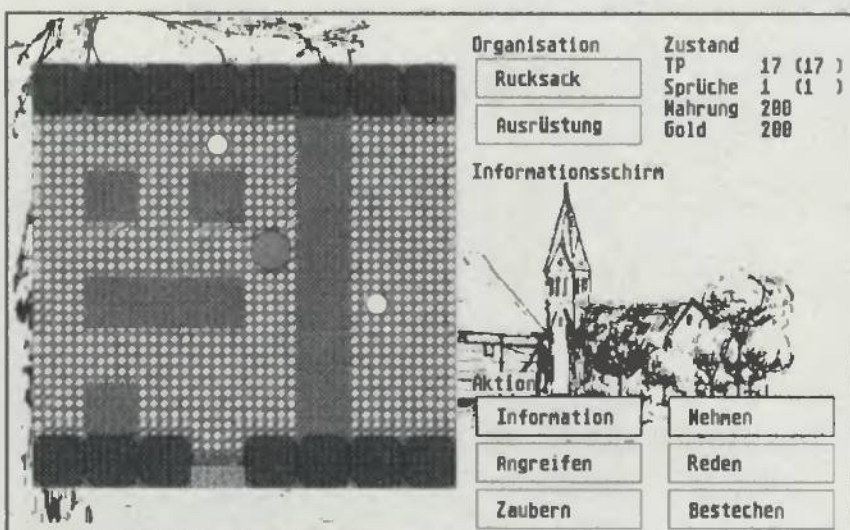 Organisation
Rucksack
Ausrüstung
Zustand
TP 17 (17 )
Sprüche 1 (1 )
Nahrung 200
Gold 200
Informationsschirm
Aktion
Information
Nehmen
Angreifen
Reden
Zaubern
Bestechen